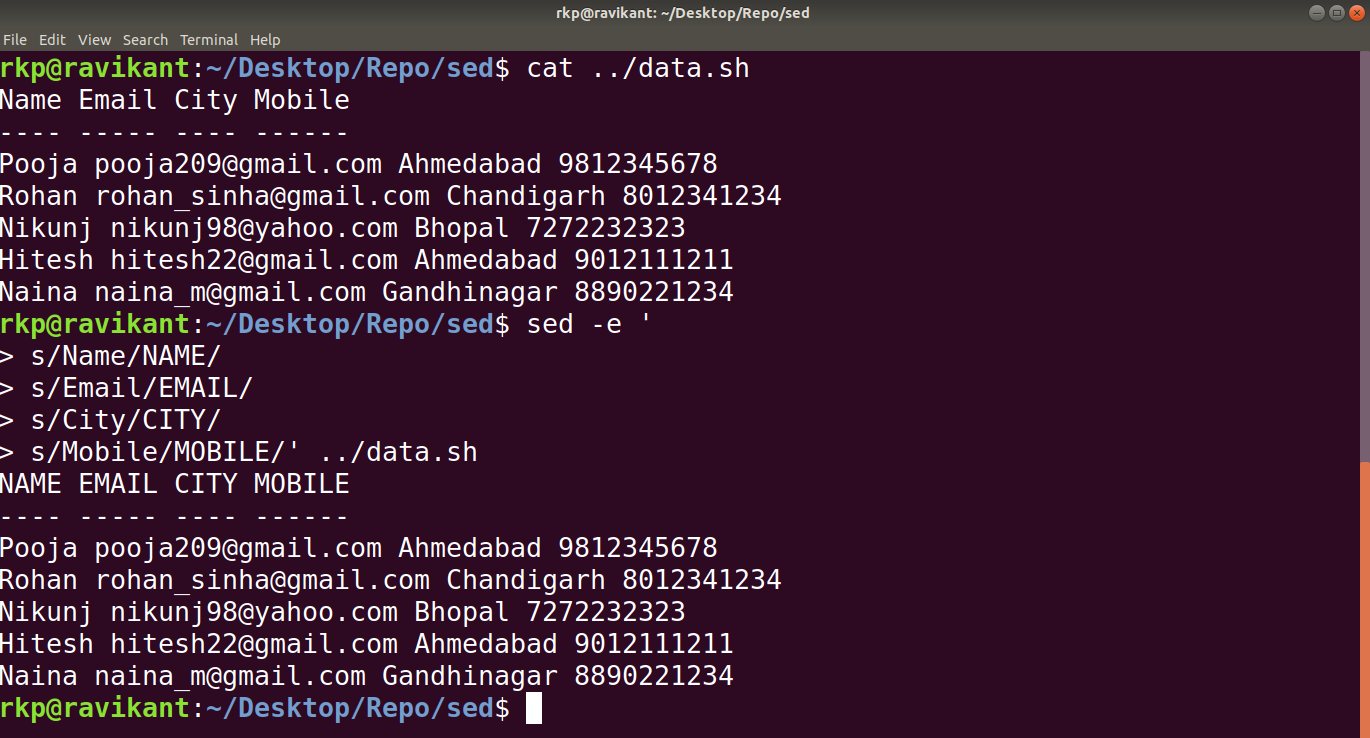 rkp@ravikant: ~/Desktop/Repo/sed
File Edit View Search Terminal Help
rkp@ravikant:~/Desktop/Repo/sed$ cat ../data.sh
Name Email City Mobile
---- ----- ---- ------
Pooja pooja209@gmail.com Ahmedabad 9812345678
Rohan rohan_sinha@gmail.com Chandigarh 8012341234
Nikunj nikunj98@yahoo.com Bhopal 7272232323
Hitesh hitesh22@gmail.com Ahmedabad 9012111211
Naina naina_m@gmail.com Gandhinagar 8890221234
rkp@ravikant:~/Desktop/Repo/sed$ sed -e '
> s/Name/NAME/
> s/Email/EMAIL/
> s/City/CITY/
> s/Mobile/MOBILE/' ../data.sh
NAME EMAIL CITY MOBILE
---- ----- ---- ------
Pooja pooja209@gmail.com Ahmedabad 9812345678
Rohan rohan_sinha@gmail.com Chandigarh 8012341234
Nikunj nikunj98@yahoo.com Bhopal 7272232323
Hitesh hitesh22@gmail.com Ahmedabad 9012111211
Naina naina_m@gmail.com Gandhinagar 8890221234
rkp@ravikant:~/Desktop/Repo/sed$